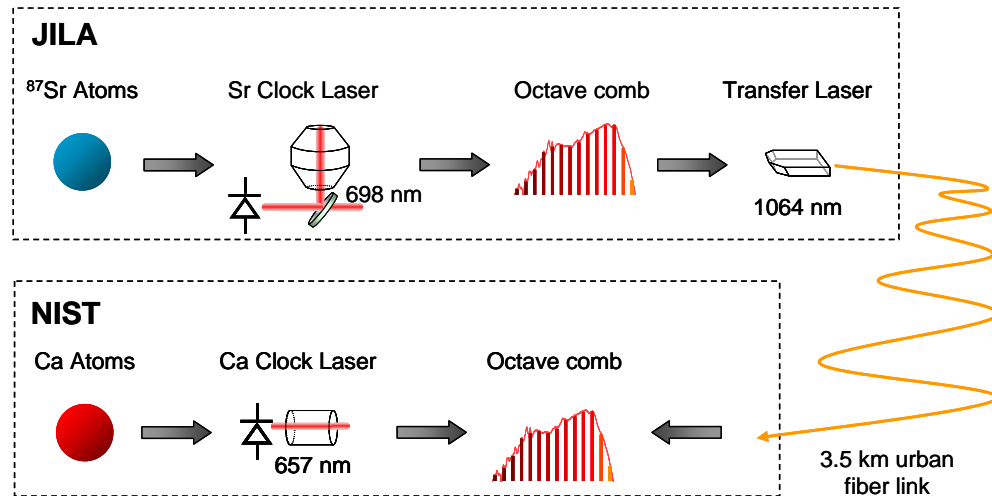 JILA
⁸⁷Sr Atoms
Sr Clock Laser
Octave comb
Transfer Laser
698 nm
1064 nm
NIST
Ca Atoms
Ca Clock Laser
Octave comb
657 nm
3.5 km urban
fiber link